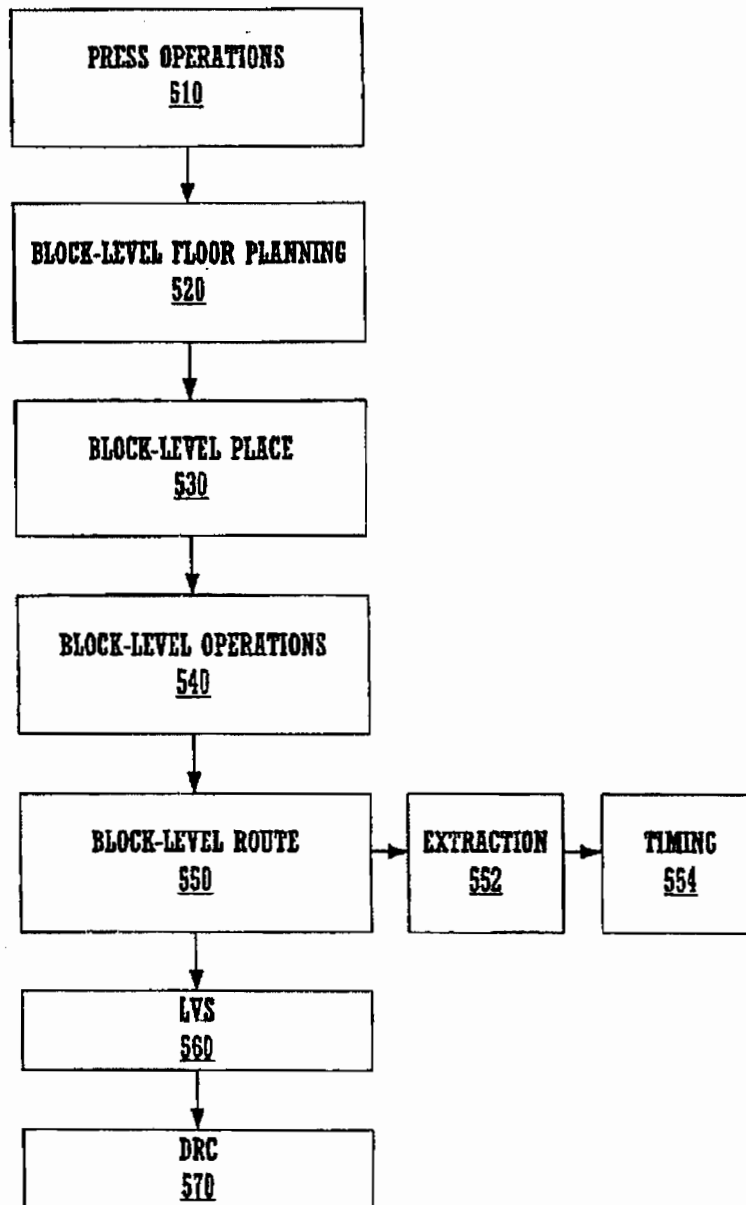 PRESS OPERATIONS
510
BLOCK-LEVEL FLOOR PLANNING
520
BLOCK-LEVEL PLACE
530
BLOCK-LEVEL OPERATIONS
540
BLOCK-LEVEL ROUTE
550
EXTRACTION
552
TIMING
554
LVS
560
DRC
570